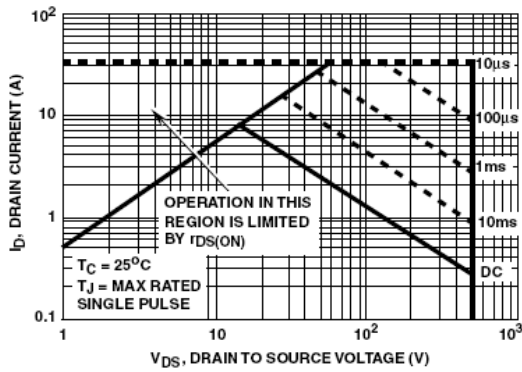 10²
10
1
0.1
I_D, DRAIN CURRENT (A)
10µs
100µs
1ms
10ms
DC
OPERATION IN THIS
REGION IS LIMITED
BY rDS(ON)
T_C = 25°C
T_J = MAX RATED
SINGLE PULSE
1
10
10²
10³
V_DS, DRAIN TO SOURCE VOLTAGE (V)